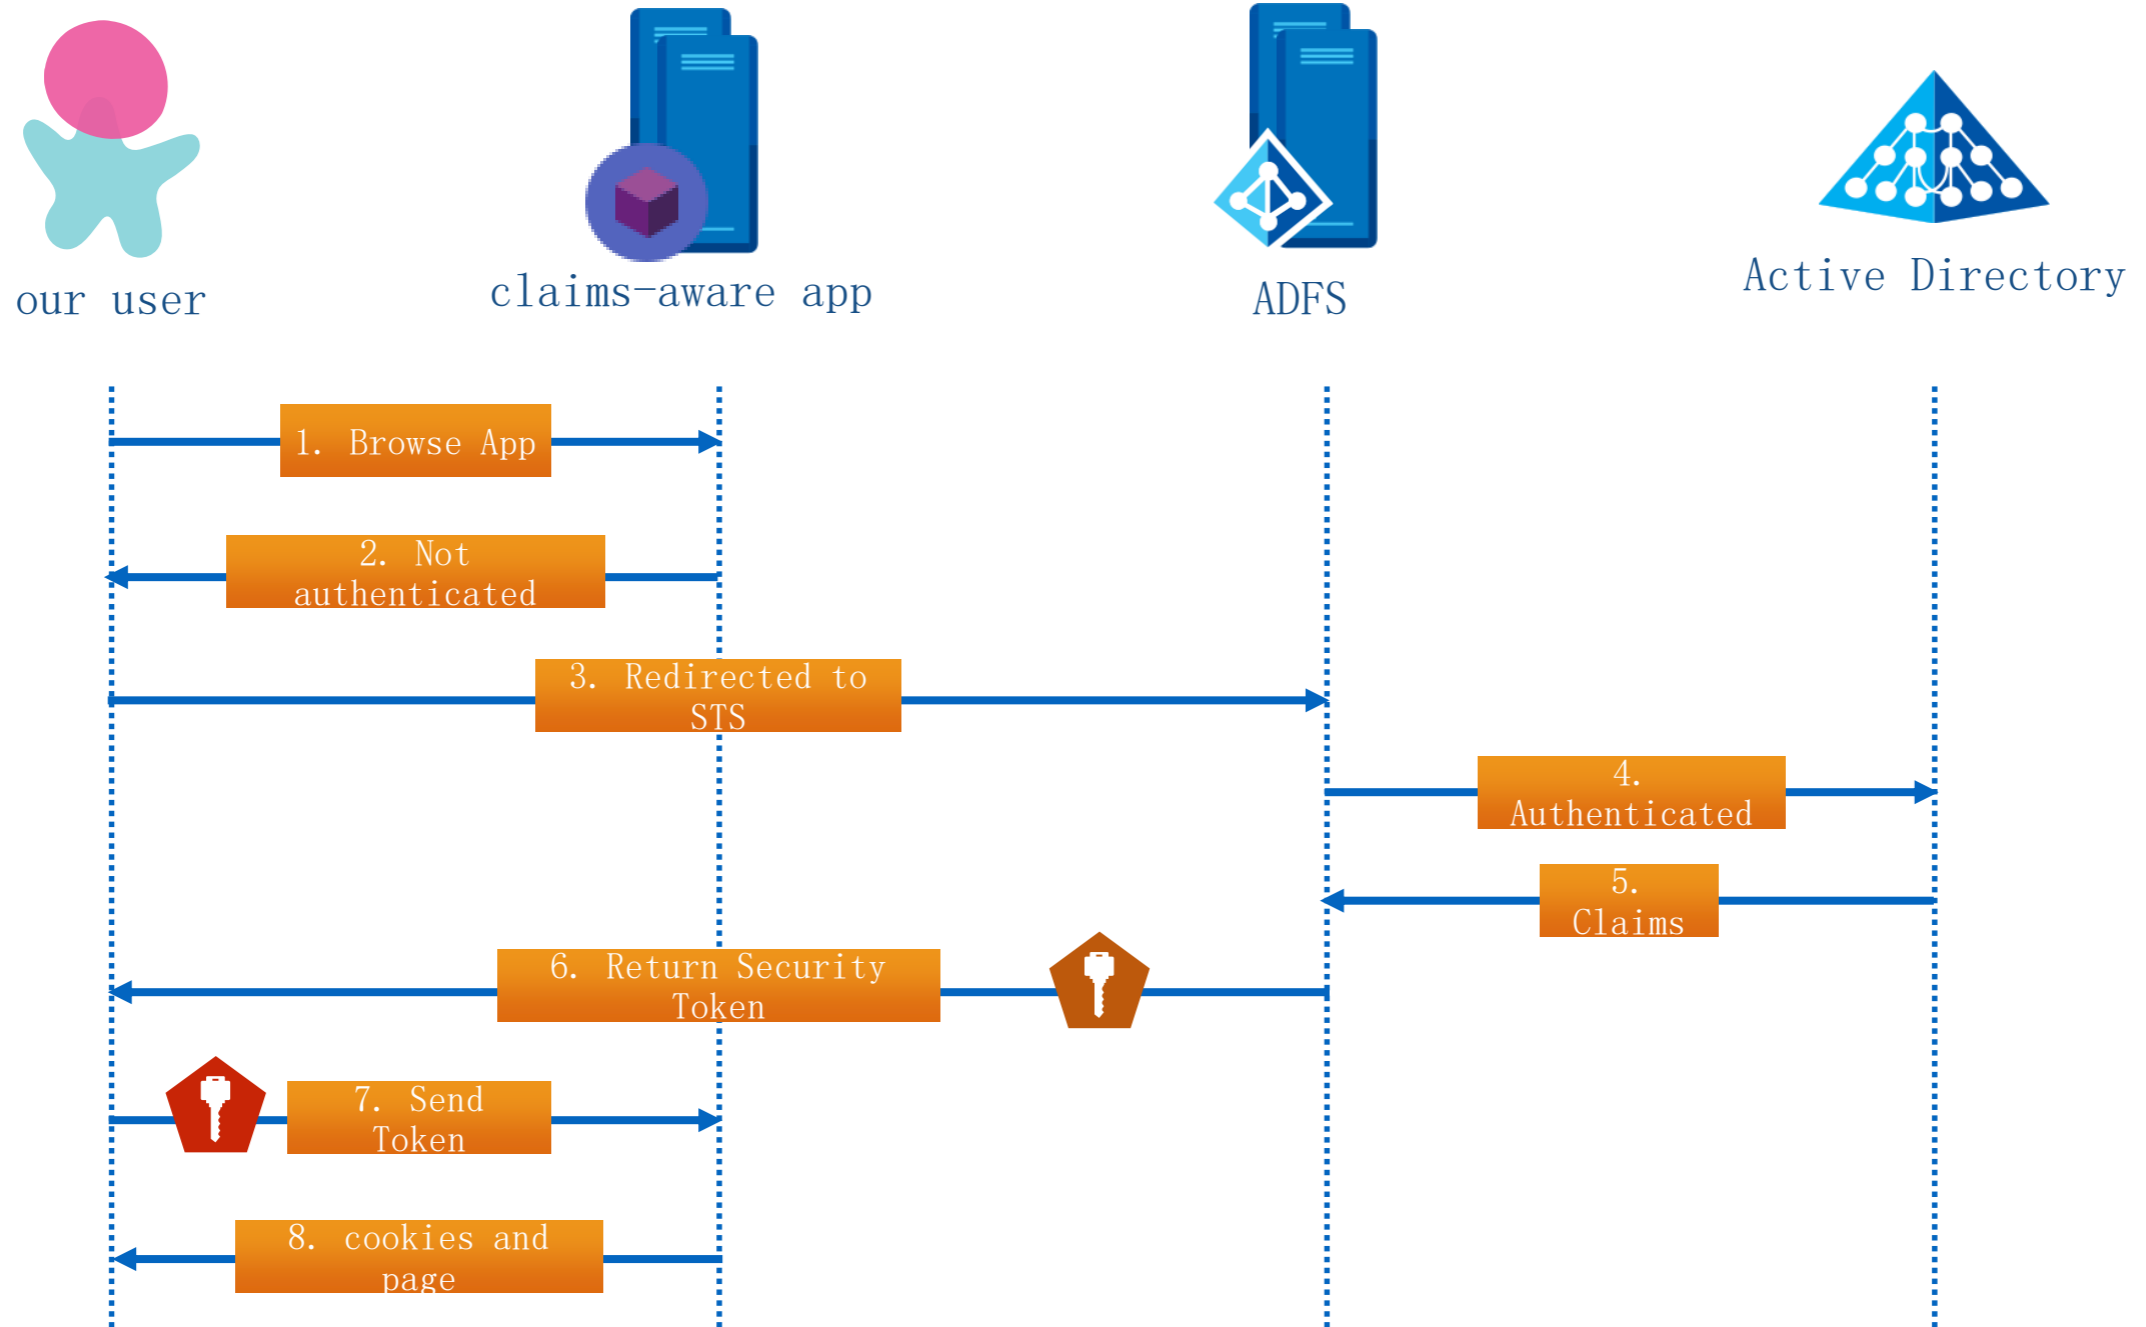 our user
claims-aware app
ADFS
Active Directory
1. Browse App
2. Not
authenticated
3. Redirected to
STS
4.
Authenticated
5.
Claims
6. Return Security
Token
7. Send
Token
8. cookies and
page